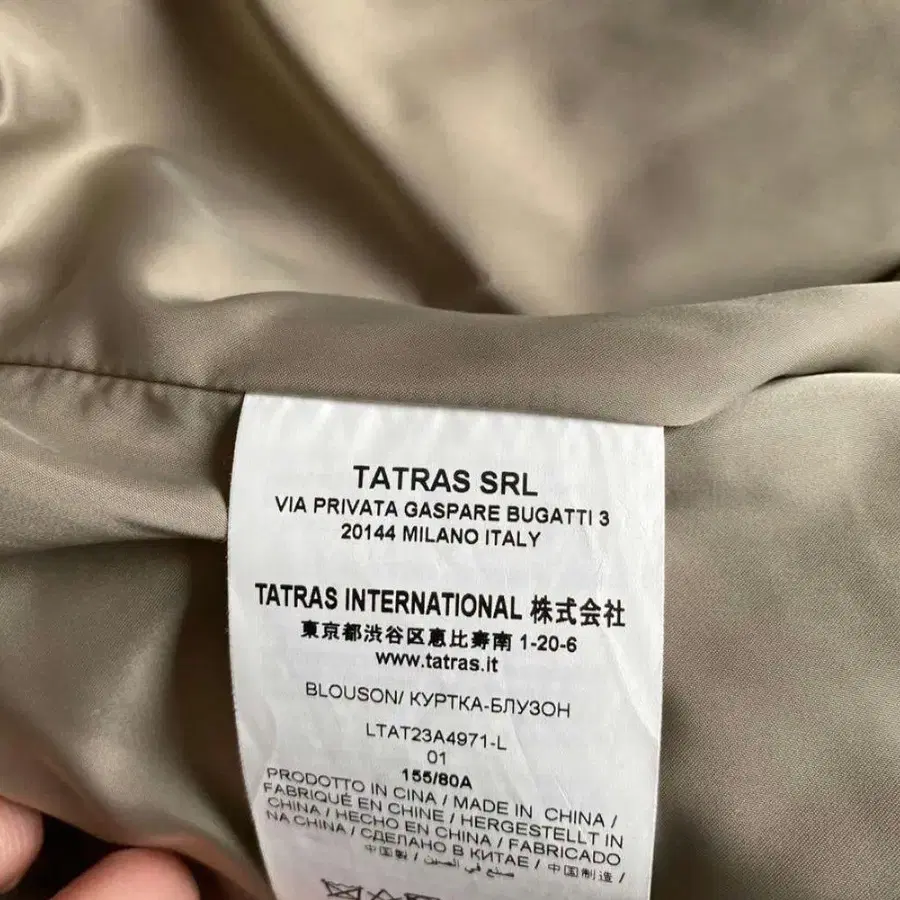 TATRAS SRL
VIA PRIVATA GASPARE BUGATTI 3
20144 MILANO ITALY
TATRAS INTERNATIONAL 株式会社
東京都渋谷区恵比寿南 1-20-6
www.tatras.it
BLOUSON/ КУРТКА-БЛУЗОН
LTAT23A4971-L
01
155/80A
PRODOTTO IN CINA / MADE IN CHINA /
FABRIQUÉ EN CHINE / HERGESTELLT IN
CHINA / HECHO EN CHINA / FABRICADO
NA CHINA / СДЕЛАНО В КИТАЕ /
中国製 / صنع في الصين / 中国制造 /